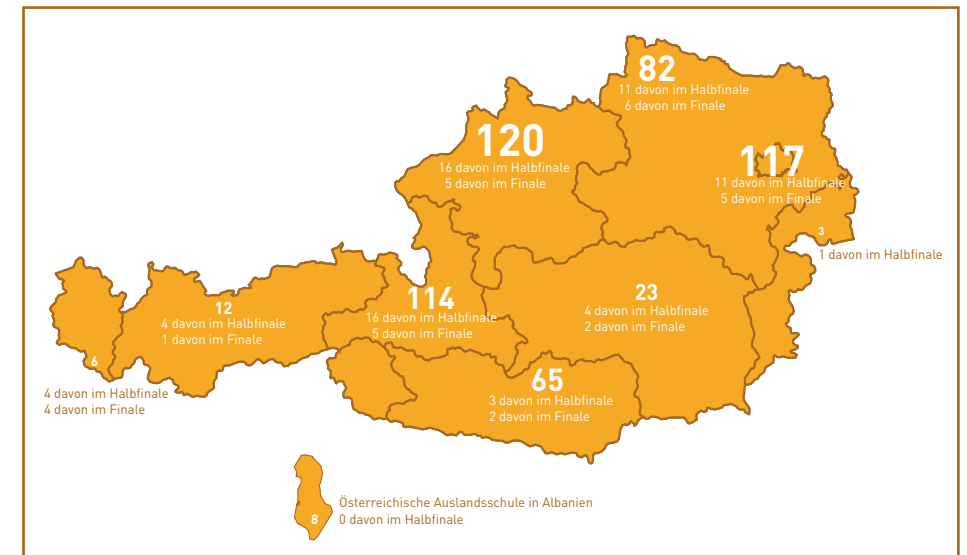 82
11 davon im Halbfinale
6 davon im Finale
120
16 davon im Halbfinale
5 davon im Finale
117
11 davon im Halbfinale
5 davon im Finale
3
1 davon im Halbfinale
12
4 davon im Halbfinale
1 davon im Finale
114
16 davon im Halbfinale
5 davon im Finale
23
4 davon im Halbfinale
2 davon im Finale
6
4 davon im Halbfinale
4 davon im Finale
65
3 davon im Halbfinale
2 davon im Finale
8
Österreichische Auslandsschule in Albanien
0 davon im Halbfinale